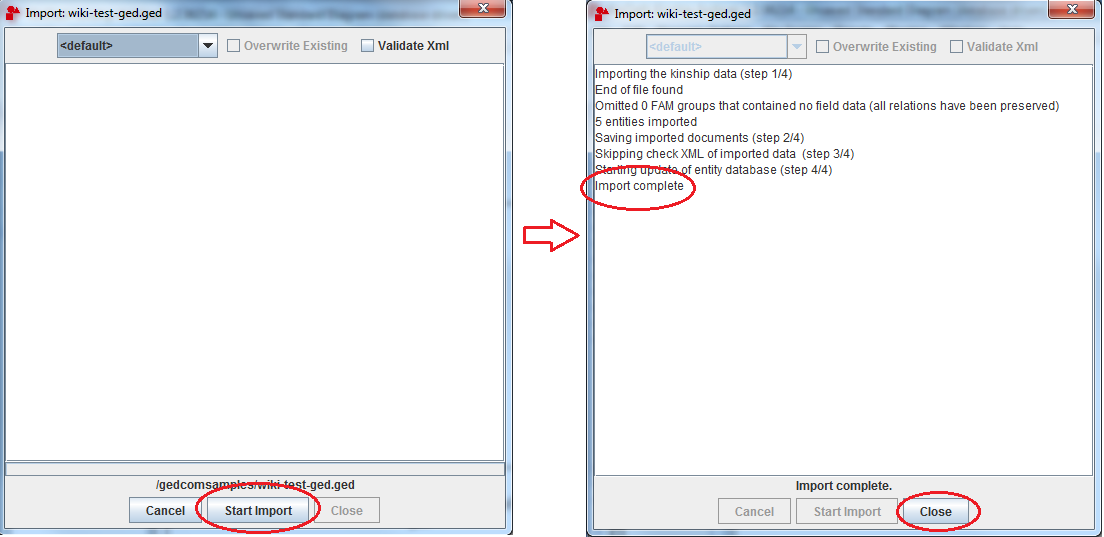 Import: wiki-test-ged.ged
<default>
Overwrite Existing
Validate Xml
/gedcomsamples/wiki-test-ged.ged
Cancel
Start Import
Close
Import: wiki-test-ged.ged
<default>
Overwrite Existing
Validate Xml
Importing the kinship data (step 1/4)
End of file found
Omitted 0 FAM groups that contained no field data (all relations have been preserved)
5 entities imported
Saving imported documents (step 2/4)
Skipping check XML of imported data  (step 3/4)
Starting update of entity database (step 4/4)
Import complete
Import complete.
Cancel
Start Import
Close